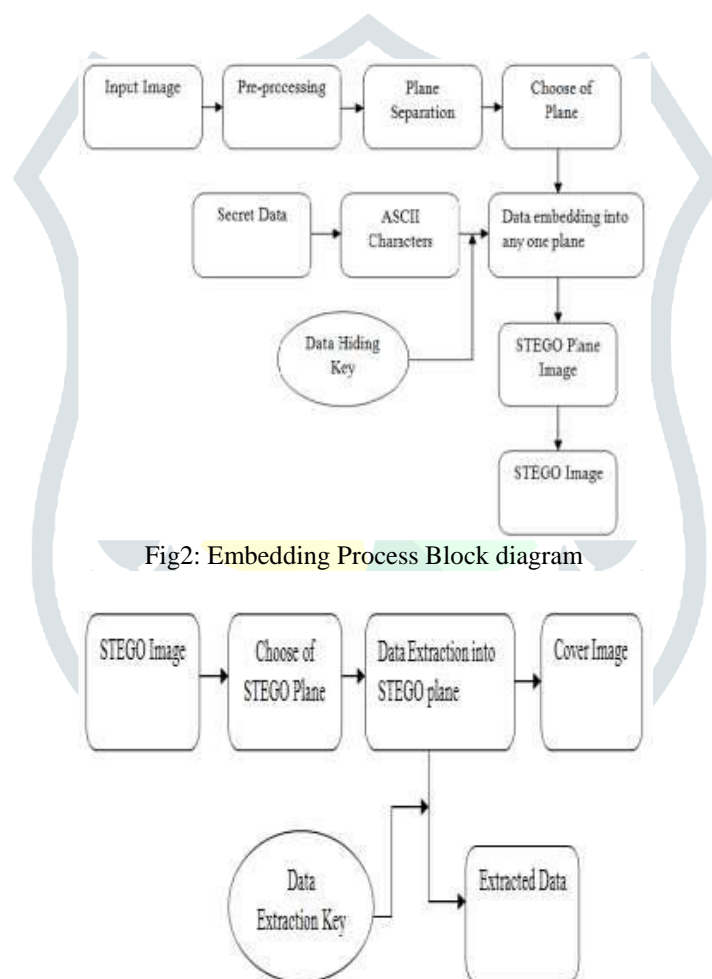 Input Image
Pre-processing
Plane
Separation
Choose of
Plane
Secret Data
ASCII
Characters
Data embedding into
any one plane
Data Hiding
Key
STEGO Plane
Image
STEGO Image
Fig2: Embedding Process Block diagram
STEGO Image
Choose of
STEGO Plane
Data Extraction into
STEGO plane
Cover Image
Data
Extraction Key
Extracted Data